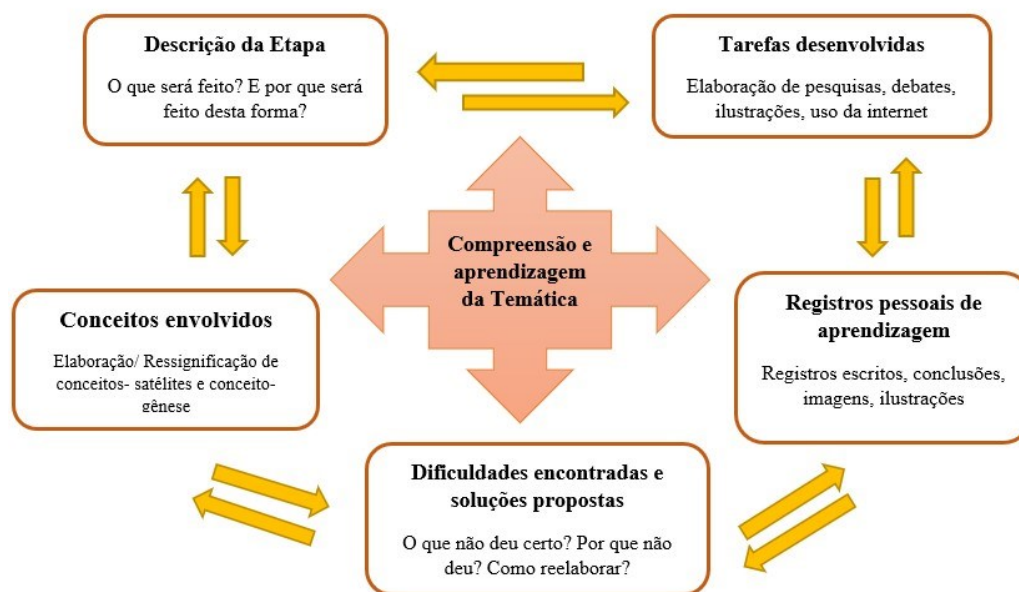 Descrição da Etapa
O que será feito? E por que será
feito desta forma?
Tarefas desenvolvidas
Elaboração de pesquisas, debates,
ilustrações, uso da internet
Compreensão e
aprendizagem
da Temática
Conceitos envolvidos
Elaboração/ Ressignificação de
conceitos- satélites e conceito-
gênese
Registros pessoais de
aprendizagem
Registros escritos, conclusões,
imagens, ilustrações
Dificuldades encontradas e
soluções propostas
O que não deu certo? Por que não
deu? Como reelaborar?